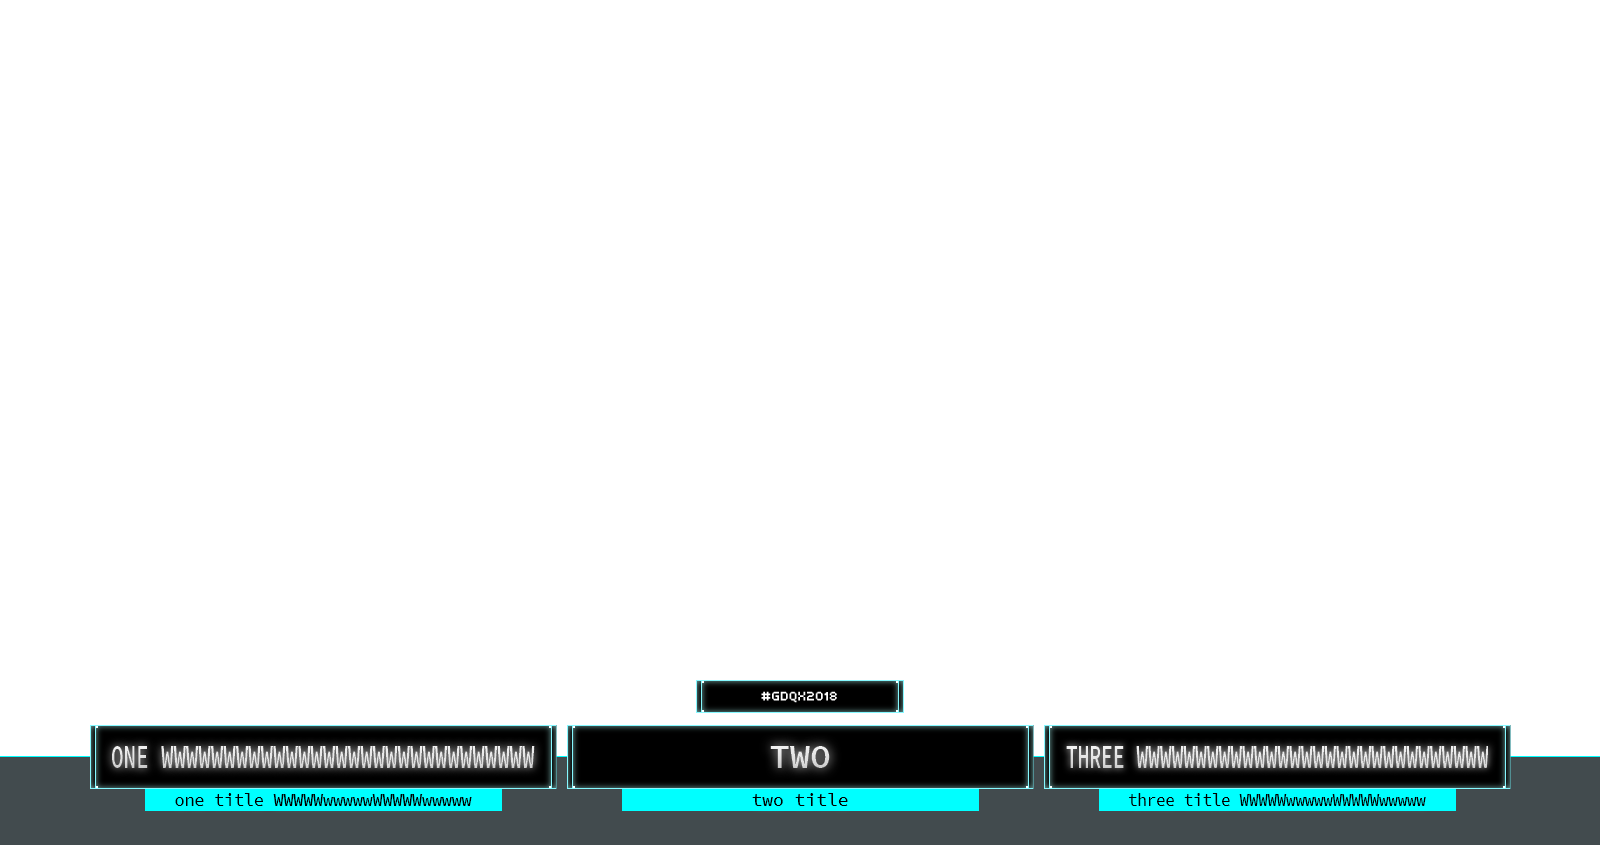 #GDQX2018
ONE WWWWWWWWWWWWWWWWWWWWWWWWWWWWWW
TWO
THREE WWWWWWWWWWWWWWWWWWWWWWWWWWWWWW
one title WWWWWwwwwwWWWWWwwwww
two title
three title WWWWWwwwwwWWWWWwwwww